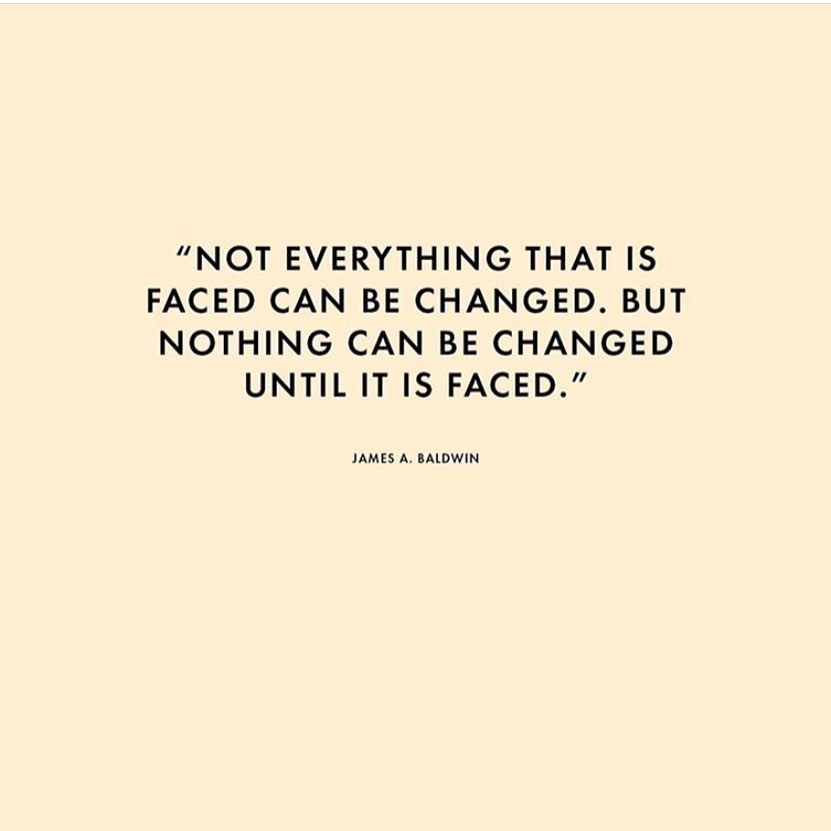 “NOT EVERYTHING THAT IS
FACED CAN BE CHANGED. BUT
NOTHING CAN BE CHANGED
UNTIL IT IS FACED.”
JAMES A. BALDWIN